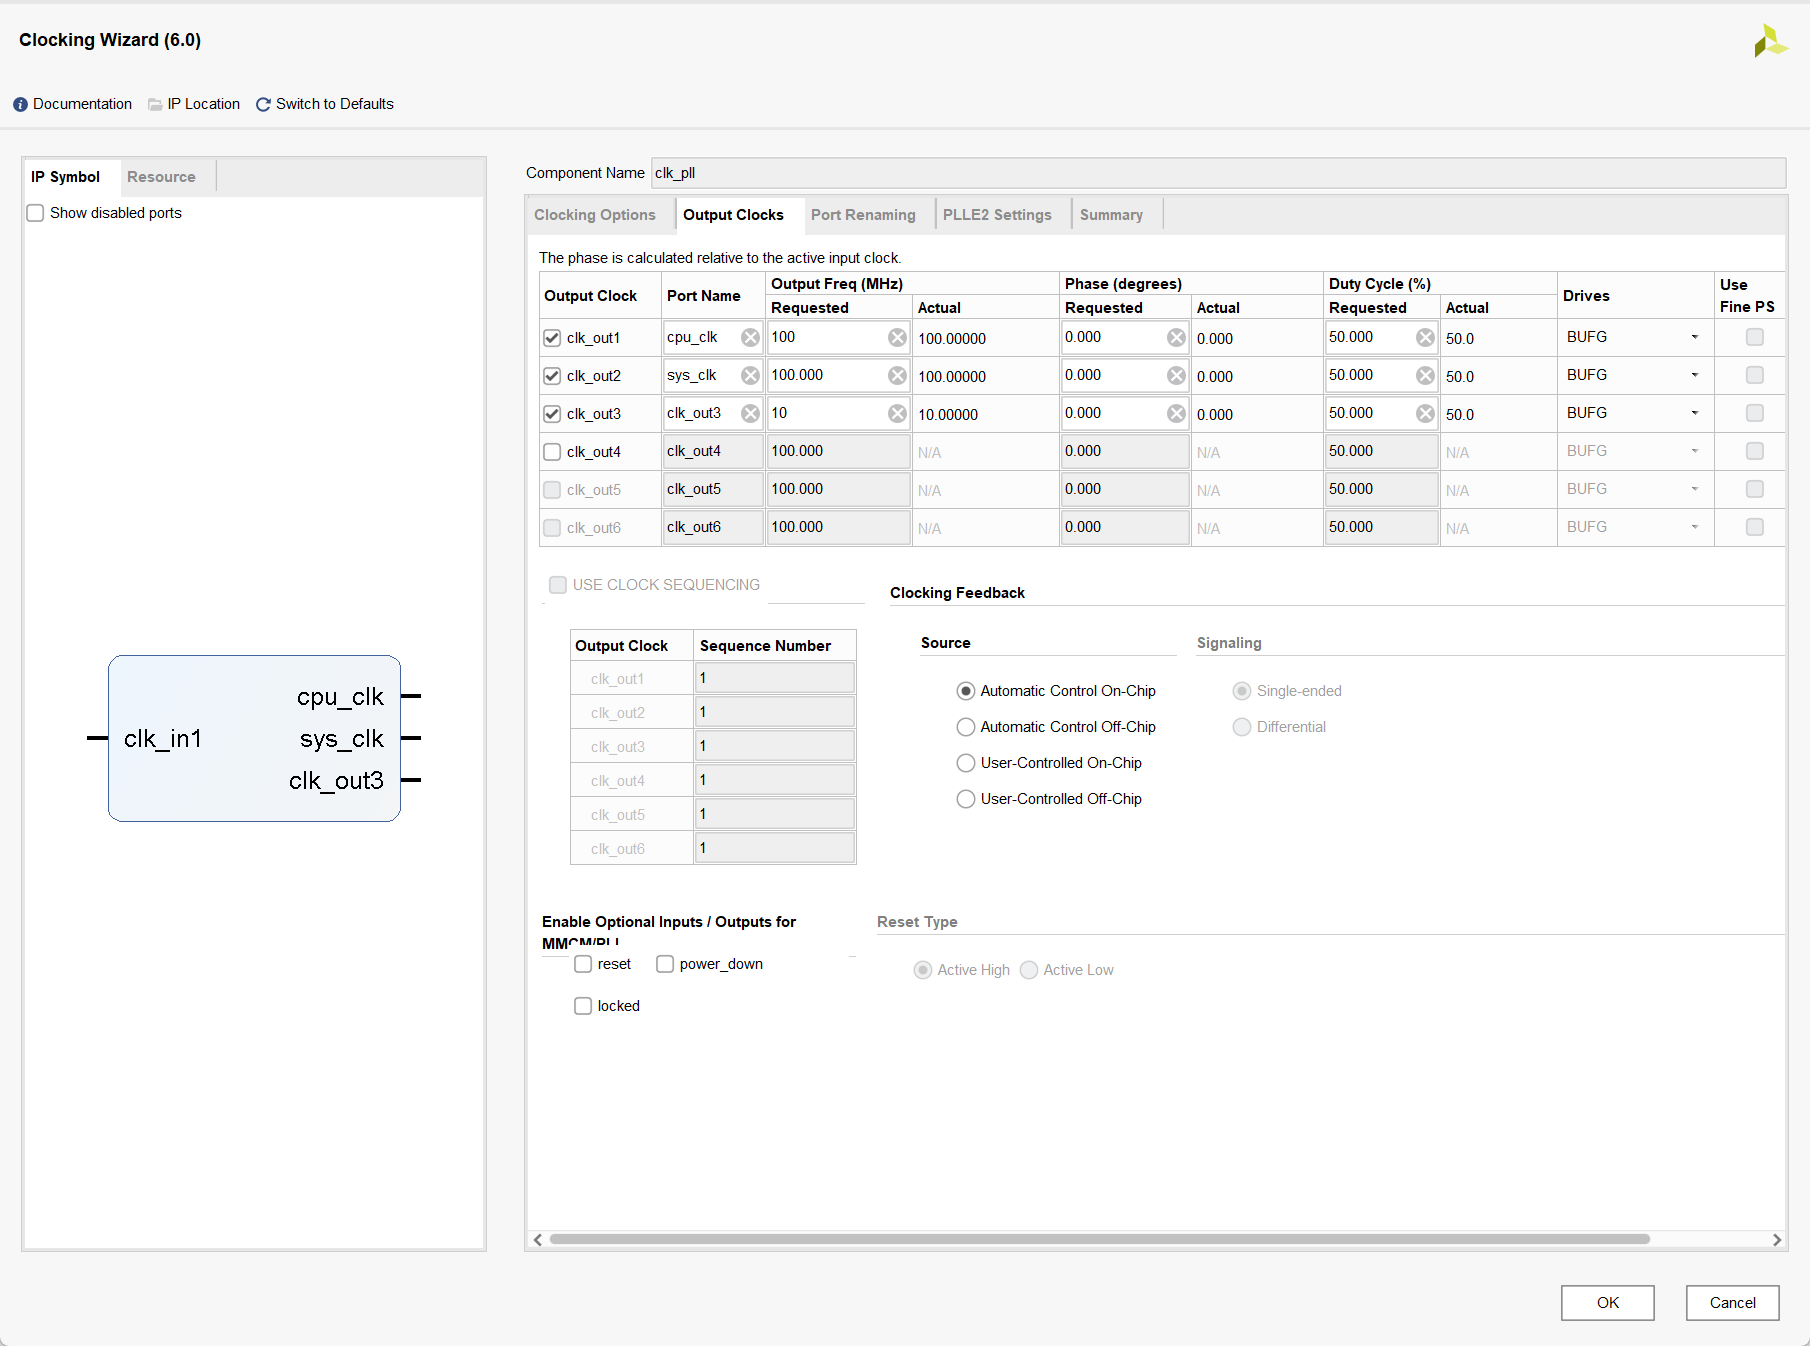 Clocking Wizard (6.0)
Documentation IP Location Switch to Defaults
IP Symbol Resource
Show disabled ports
cpu_clk
clk_in1 sys_clk
clk_out3
Component Name clk_pll
Clocking Options Output Clocks Port Renaming PLLE2 Settings Summary
The phase is calculated relative to the active input clock.
Output Clock Port Name Output Freq (MHz) Phase (degrees) Duty Cycle (%) Drives Use Fine PS
Requested Actual Requested Actual Requested Actual
clk_out1 cpu_clk 100 100.00000 0.000 0.000 50.000 50.0 BUFG
clk_out2 sys_clk 100.000 100.00000 0.000 0.000 50.000 50.0 BUFG
clk_out3 clk_out3 10 10.00000 0.000 0.000 50.000 50.0 BUFG
clk_out4 clk_out4 100.000 N/A 0.000 N/A 50.000 N/A BUFG
clk_out5 clk_out5 100.000 N/A 0.000 N/A 50.000 N/A BUFG
clk_out6 clk_out6 100.000 N/A 0.000 N/A 50.000 N/A BUFG
USE CLOCK SEQUENCING
Output Clock Sequence Number
clk_out1 1
clk_out2 1
clk_out3 1
clk_out4 1
clk_out5 1
clk_out6 1
Clocking Feedback
Source Signaling
Automatic Control On-Chip Single-ended
Automatic Control Off-Chip Differential
User-Controlled On-Chip
User-Controlled Off-Chip
Enable Optional Inputs / Outputs for
MMCM/PLL
reset power_down
locked
Reset Type
Active High Active Low
OK Cancel